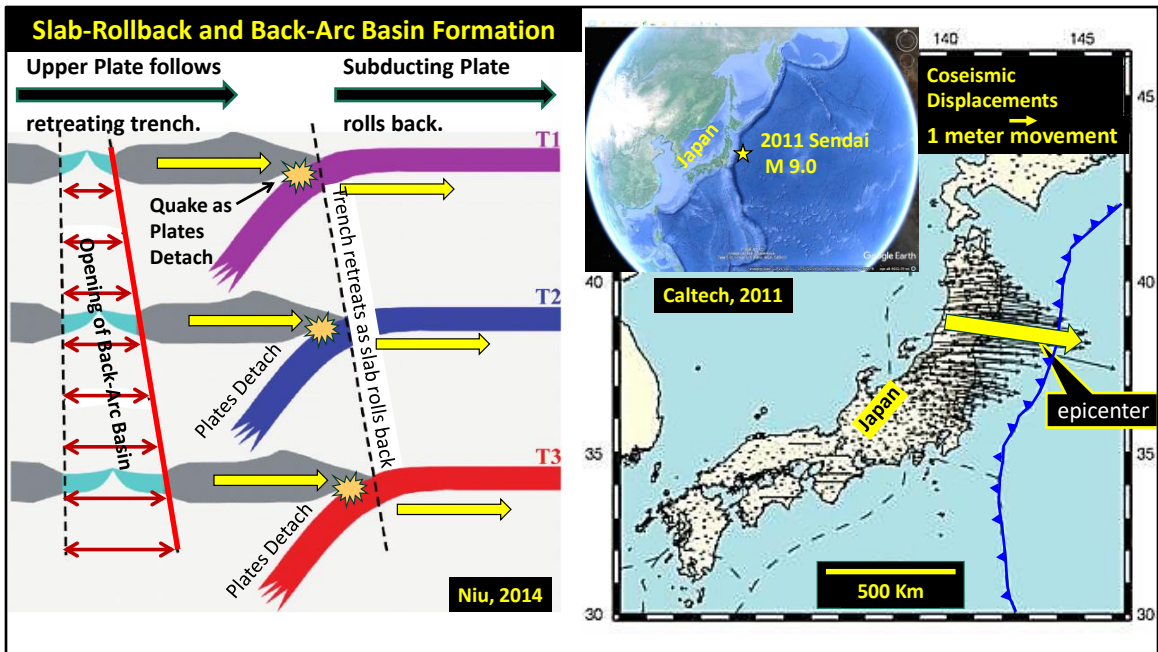 Slab-Rollback and Back-Arc Basin Formation
Upper Plate follows
retreating trench.
Subducting Plate
rolls back.
T1
Quake as
Plates
Detach
Trench retreats as slab rolls back
Opening of Back-Arc Basin
T2
Plates Detach
T3
Plates Detach
Niu, 2014
Japan
2011 Sendai
M 9.0
Google Earth
Caltech, 2011
140
145
Coseismic
Displacements
1 meter movement
45
40
40
35
35
30
30
Japan
epicenter
500 Km